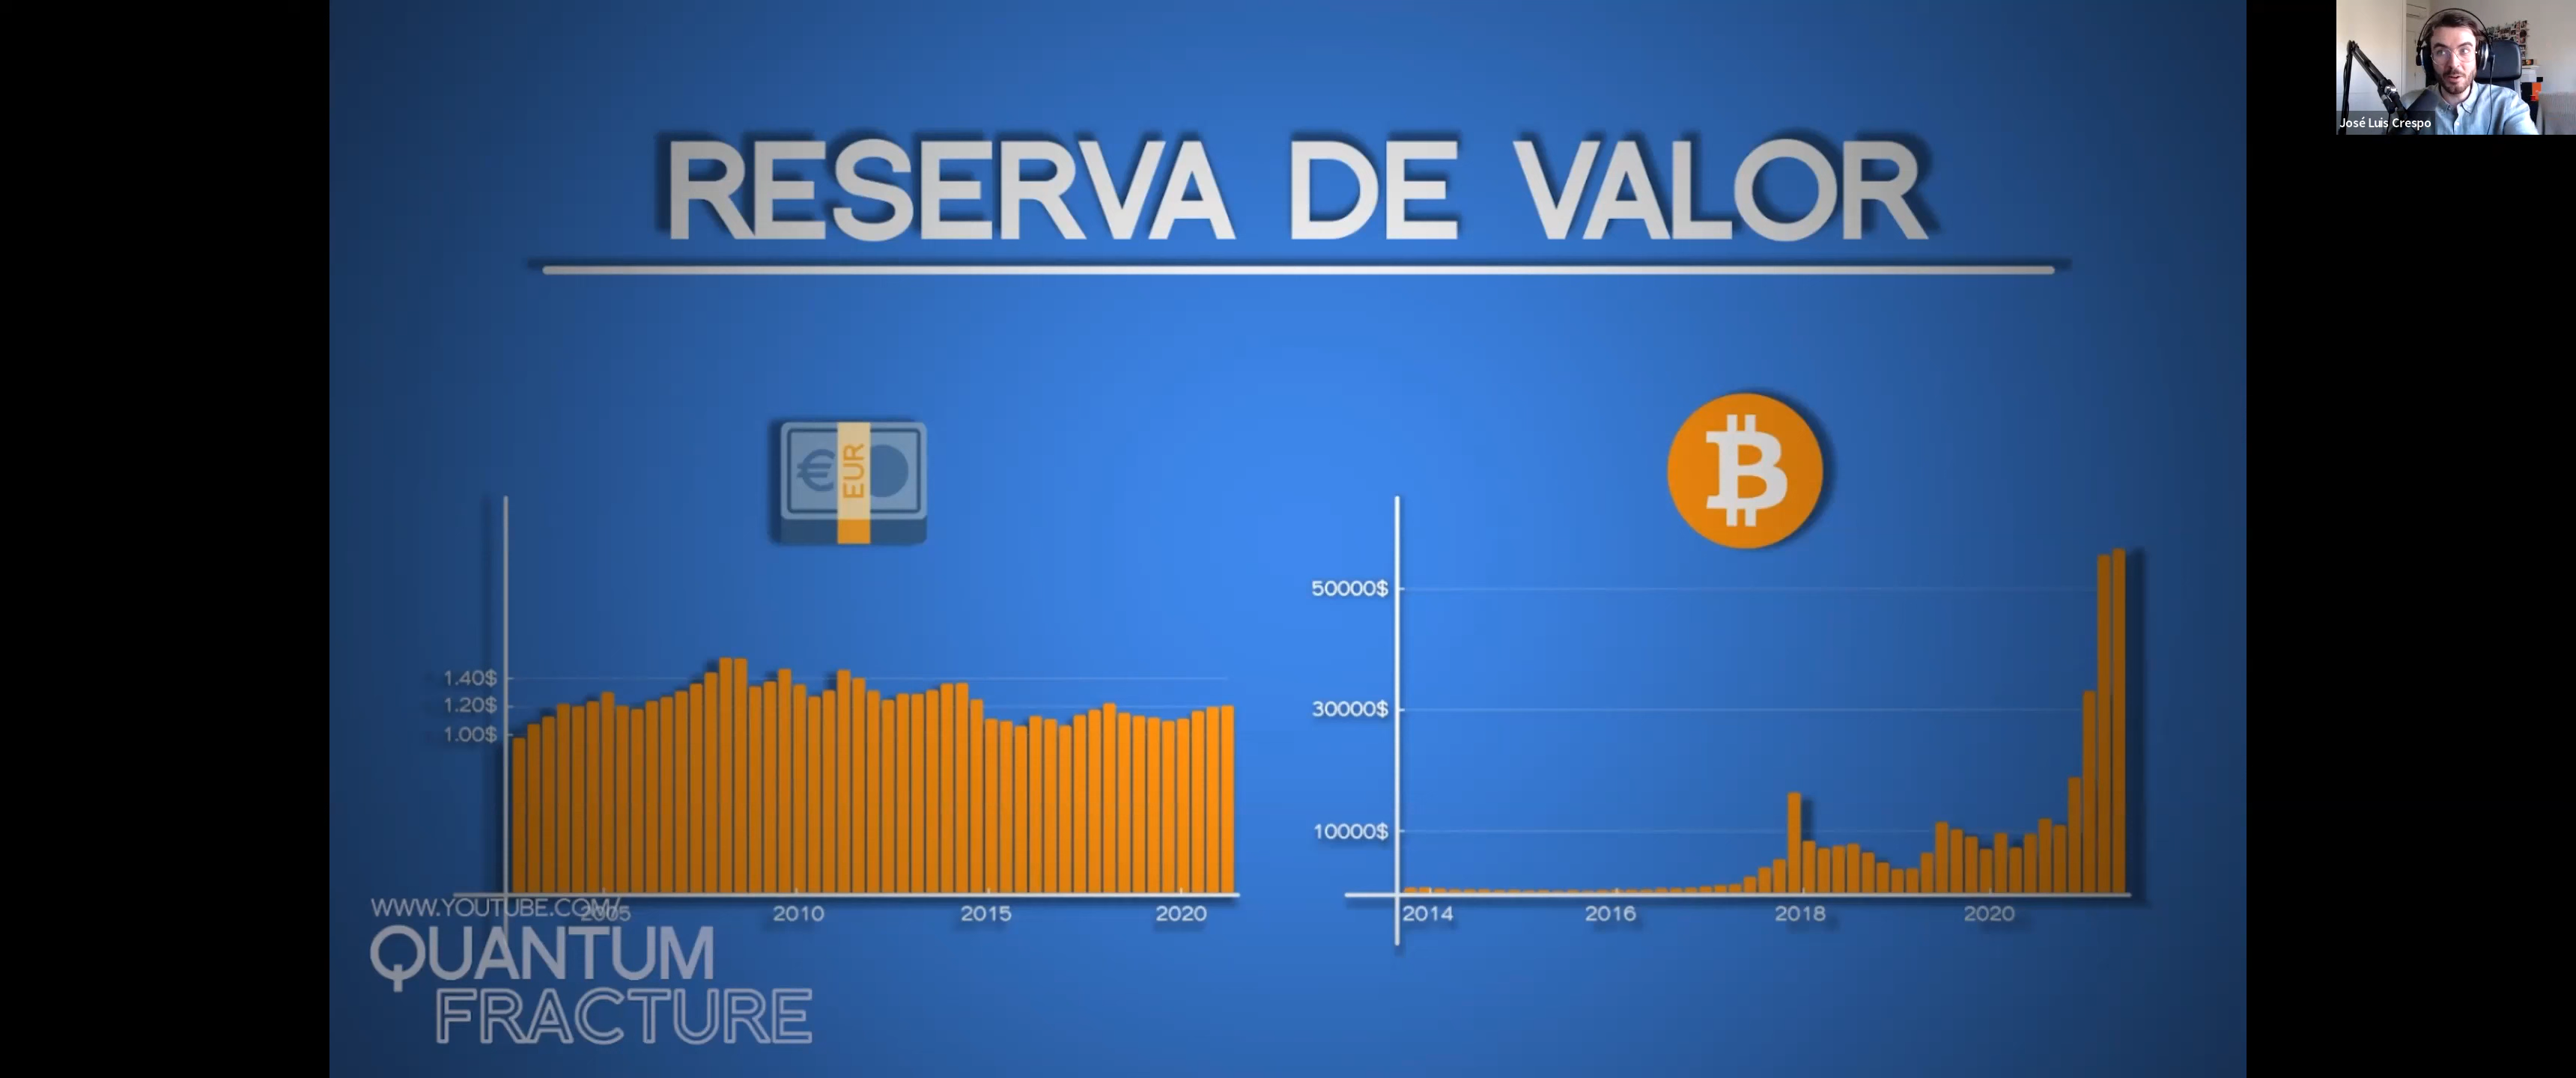 José Luis Crespo
RESERVA DE VALOR
€
EUR
1.40$
1.20$
1.00$
2005
2010
2015
2020
50000$
30000$
10000$
2014
2016
2018
2020
WWW.YOUTUBE.COM/
QUANTUM
FRACTURE